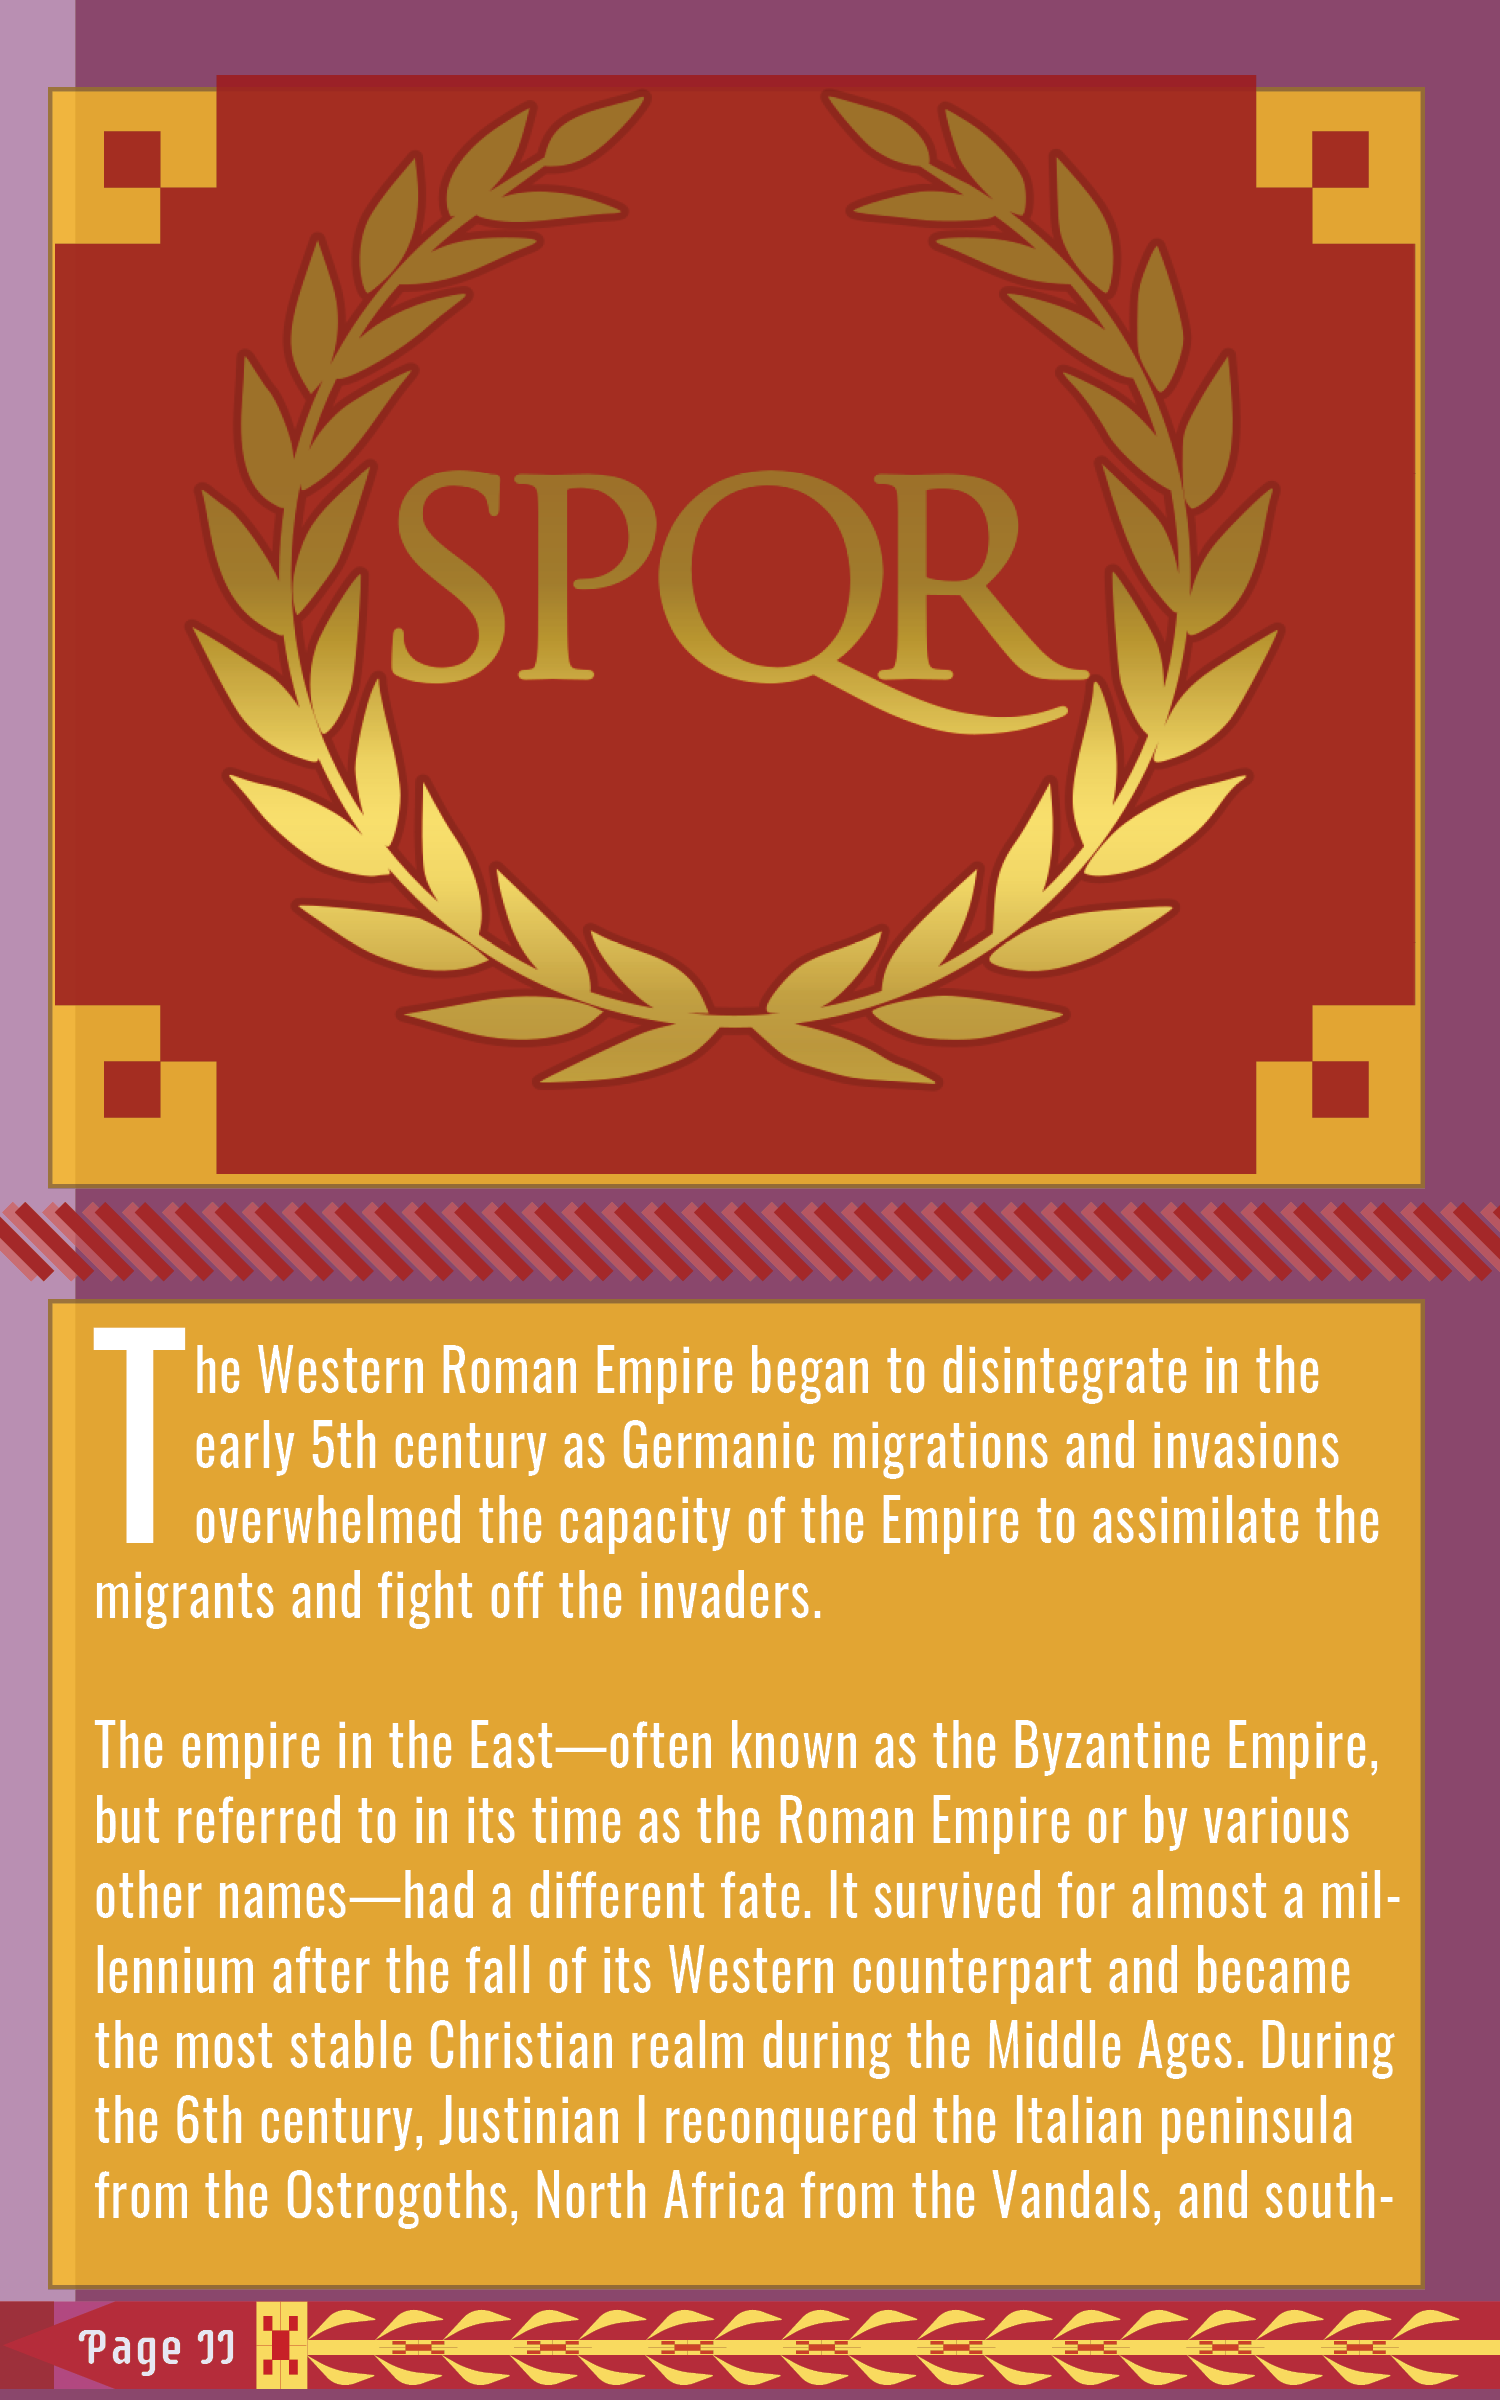 SPQR
The Western Roman Empire began to disintegrate in the
early 5th century as Germanic migrations and invasions
overwhelmed the capacity of the Empire to assimilate the
migrants and fight off the invaders.
The empire in the East—often known as the Byzantine Empire,
but referred to in its time as the Roman Empire or by various
other names—had a different fate. It survived for almost a mil-
lennium after the fall of its Western counterpart and became
the most stable Christian realm during the Middle Ages. During
the 6th century, Justinian I reconquered the Italian peninsula
from the Ostrogoths, North Africa from the Vandals, and south-
Page 11